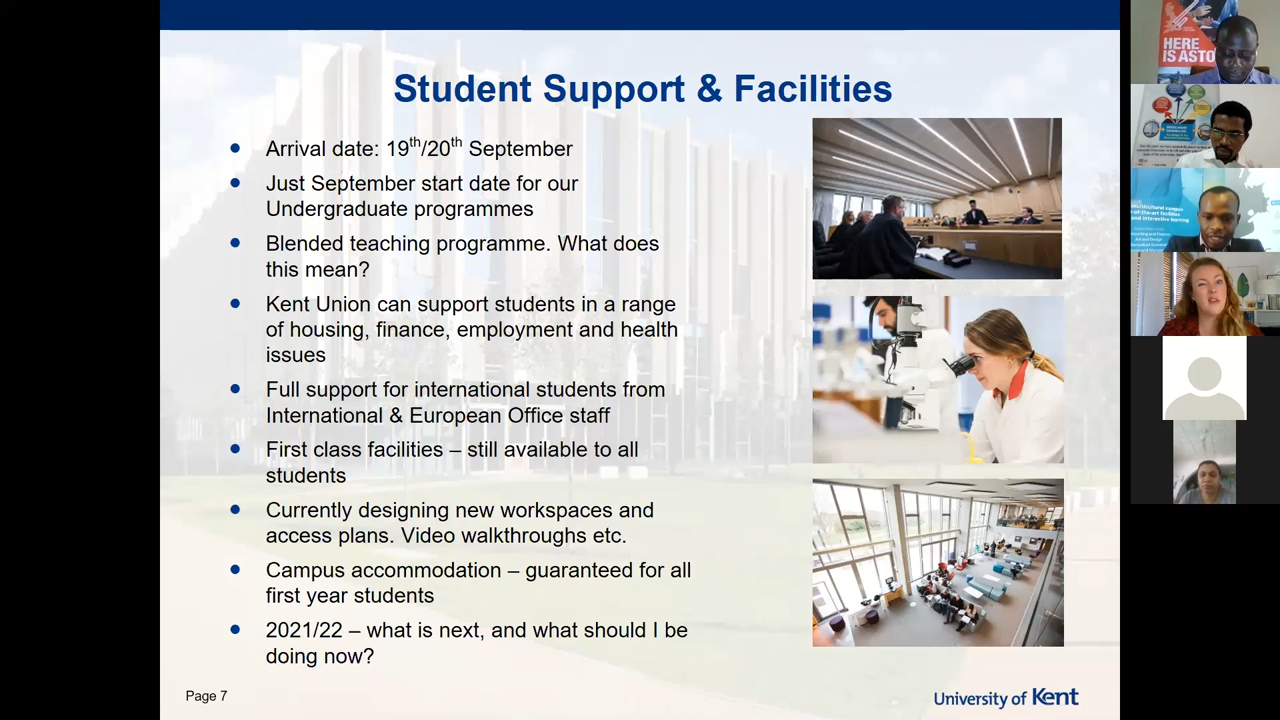 Student Support & Facilities
Arrival date: 19th/20th September
Just September start date for our
Undergraduate programmes
Blended teaching programme. What does
this mean?
Kent Union can support students in a range
of housing, finance, employment and health
issues
Full support for international students from
International & European Office staff
First class facilities – still available to all
students
Currently designing new workspaces and
access plans. Video walkthroughs etc.
Campus accommodation – guaranteed for all
first year students
2021/22 – what is next, and what should I be
doing now?
Page 7
University of Kent
HERE
IS ASTO